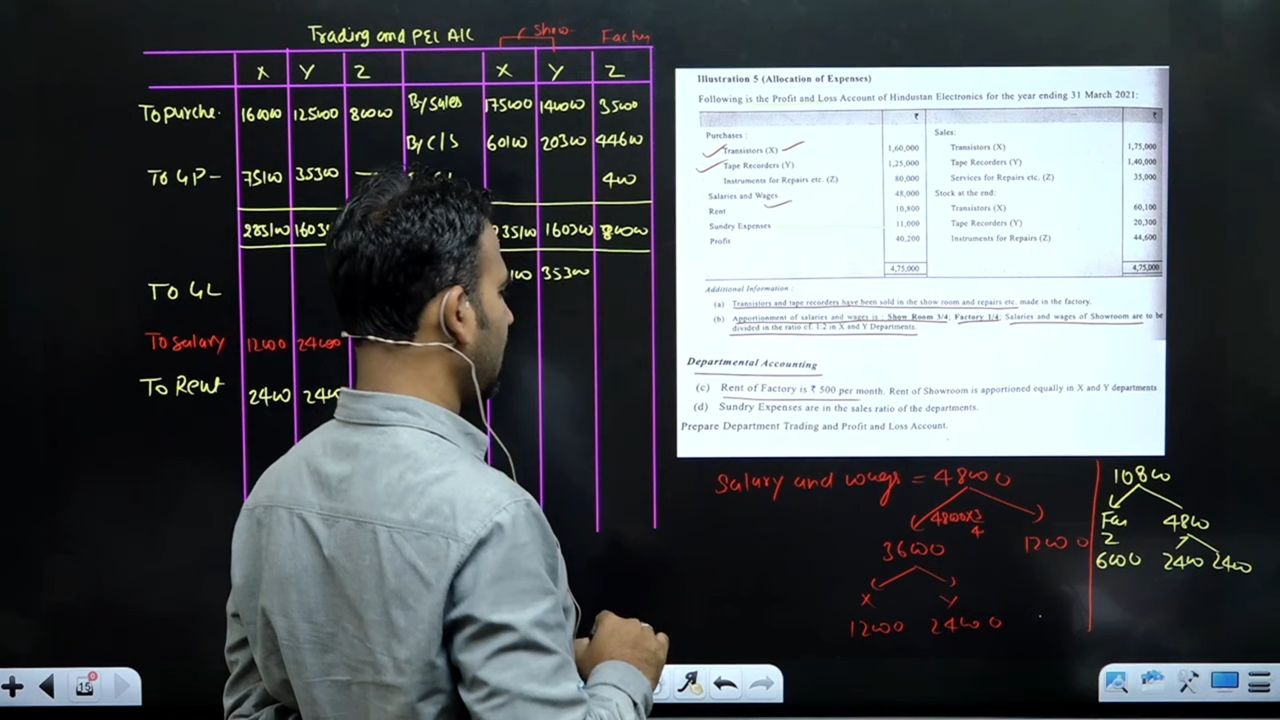 Trading and P&L A/C
Show
Factory
X Y Z X Y Z
To purche. 160000 125000 80000 By Sales 175000 140000 35000
By C/S 60100 20300 44600
To GP- 75100 35300 — 400
235100 1603 235100 160300 80000
100 35300
To GL
To Salary 12000 24000
To Rent 2400 240
Illustration 5 (Allocation of Expenses)
Following is the Profit and Loss Account of Hindustan Electronics for the year ending 31 March 2021:
₹ ₹
Purchases : Sales:
Transistors (X) 1,60,000 Transistors (X) 1,75,000
Tape Recorders (Y) 1,25,000 Tape Recorders (Y) 1,40,000
Instruments for Repairs etc. (Z) 80,000 Services for Repairs etc. (Z) 35,000
Salaries and Wages 48,000 Stock at the end:
Rent 10,800 Transistors (X) 60,100
Sundry Expenses 11,000 Tape Recorders (Y) 20,300
Profit 40,200 Instruments for Repairs (Z) 44,600
4,75,000 4,75,000
Additional Information :
(a) Transistors and tape recorders have been sold in the show room and repairs etc. made in the factory.
(b) Apportionment of salaries and wages is : Show Room 3/4; Factory 1/4; Salaries and wages of Showroom are to be
divided in the ratio of. 1:2 in X and Y Departments.
Departmental Accounting
(c) Rent of Factory is ₹ 500 per month. Rent of Showroom is apportioned equally in X and Y departments
(d) Sundry Expenses are in the sales ratio of the departments.
Prepare Department Trading and Profit and Loss Account.
Salary and wages = 48000
48000×3/4
36000 12000
X Y
12000 24000
10800
Fac 4800
Z
6000 2400 2400
15